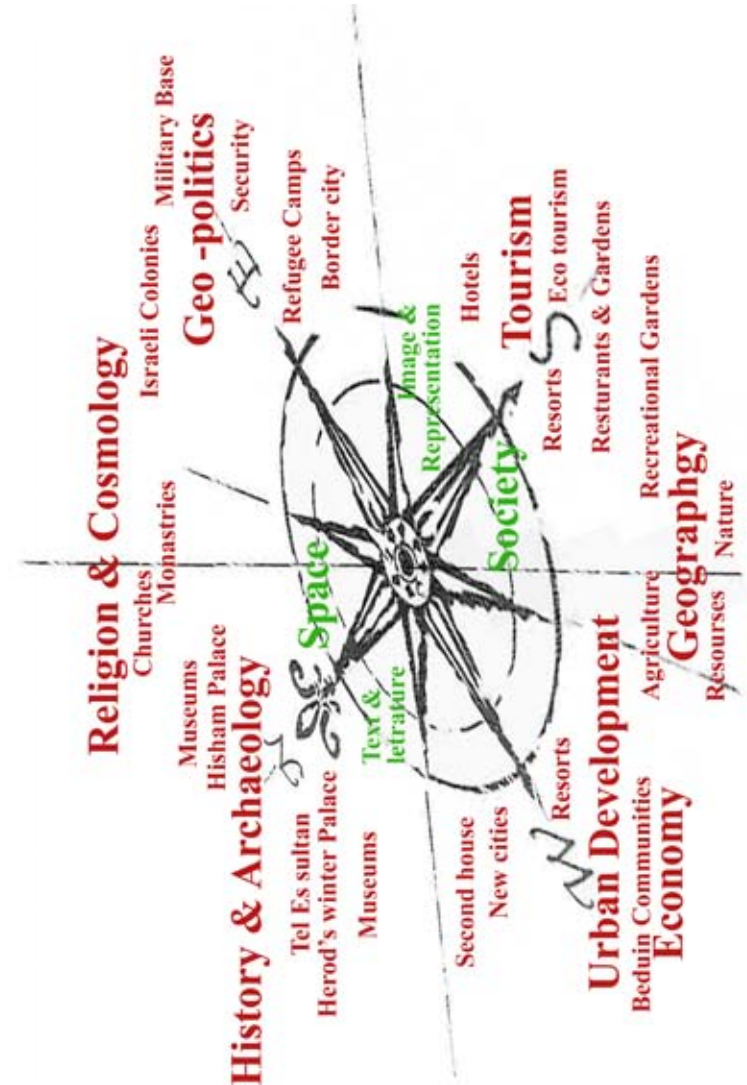 Religion & Cosmology
Churches
Monastries
Israeli Colonies
Military Base
Geo -politics
Security
Museums
Hisham Palace
History & Archaeology
N
E
Refugee Camps
Border city
Tel Es sultan
Herod's winter Palace
Museums
Space
Text &
letrature
Image &
Representation
Hotels
Tourism
Society
S
Second house
New cities
W
Resorts
Resorts
Eco tourism
Resturants & Gardens
Urban Development
Beduin Communities
Economy
Agriculture
Recreational Gardens
Geographgy
Resourses
Nature